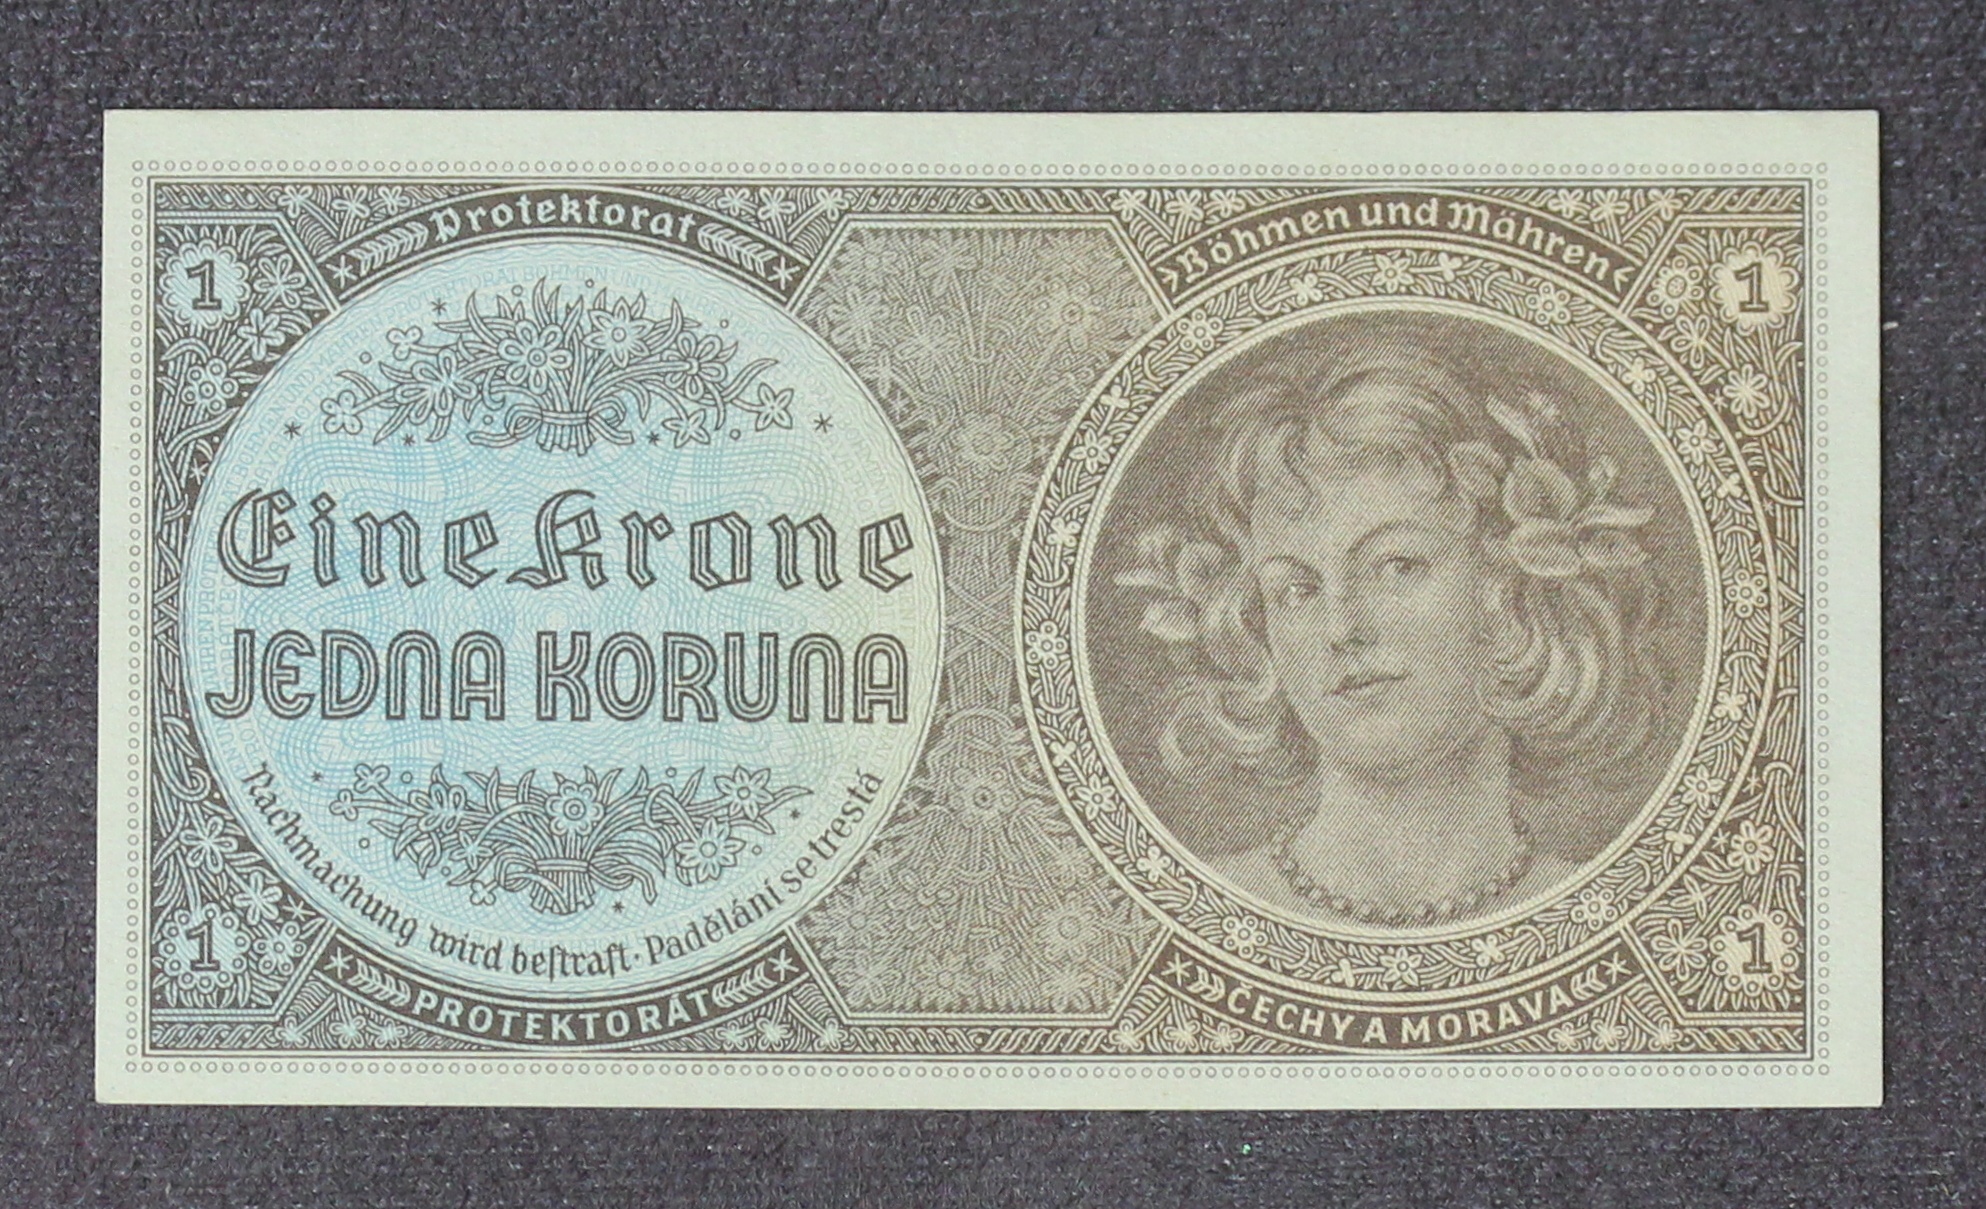 Protektorat
Böhmen und Mähren
1
1
Eine Krone
JEDNA KORUNA
Nachmachung wird bestraft · Padělání se trestá
1
1
PROTEKTORÁT
ČECHY A MORAVA